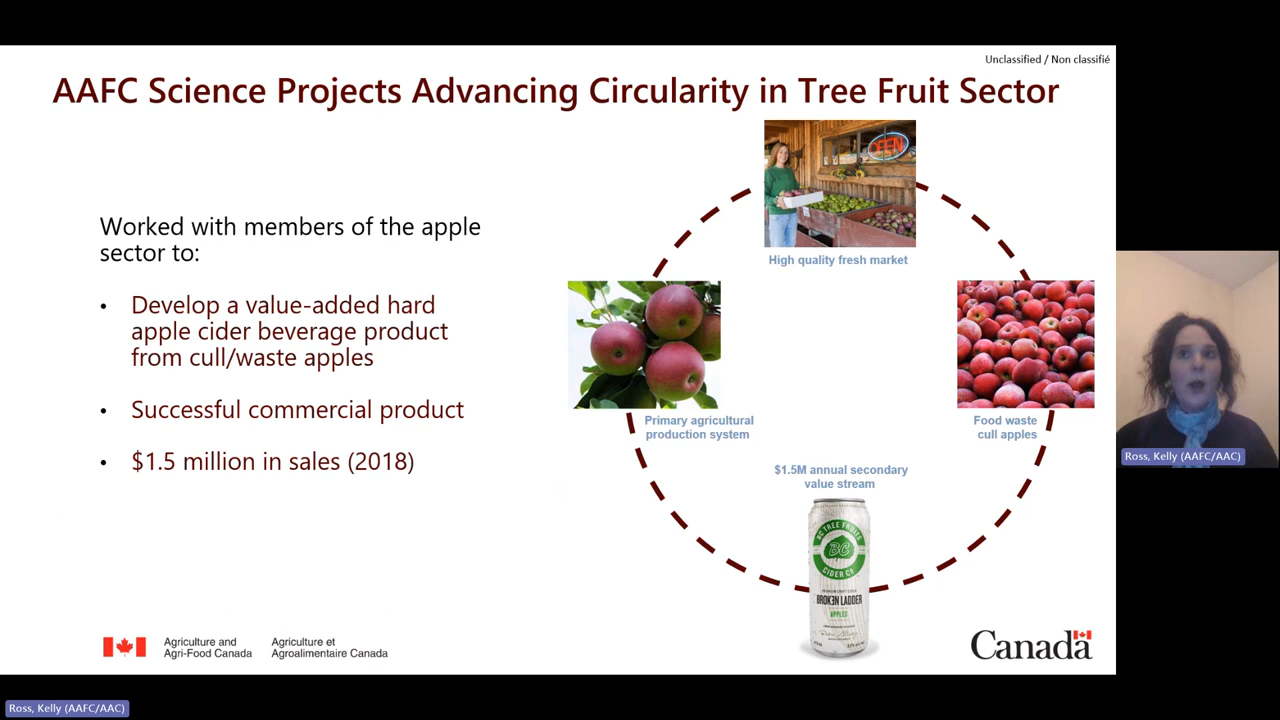 Unclassified / Non classifié
AAFC Science Projects Advancing Circularity in Tree Fruit Sector
Worked with members of the apple
sector to:
• Develop a value-added hard
apple cider beverage product
from cull/waste apples
• Successful commercial product
• $1.5 million in sales (2018)
OPEN
High quality fresh market
Primary agricultural
production system
Food waste
cull apples
$1.5M annual secondary
value stream
BC TREE FRUITS
BC
CIDER CO
BROKEN LADDER
APPLES
Agriculture and
Agri-Food Canada
Agriculture et
Agroalimentaire Canada
Canada
Ross, Kelly (AAFC/AAC)
Ross, Kelly (AAFC/AAC)